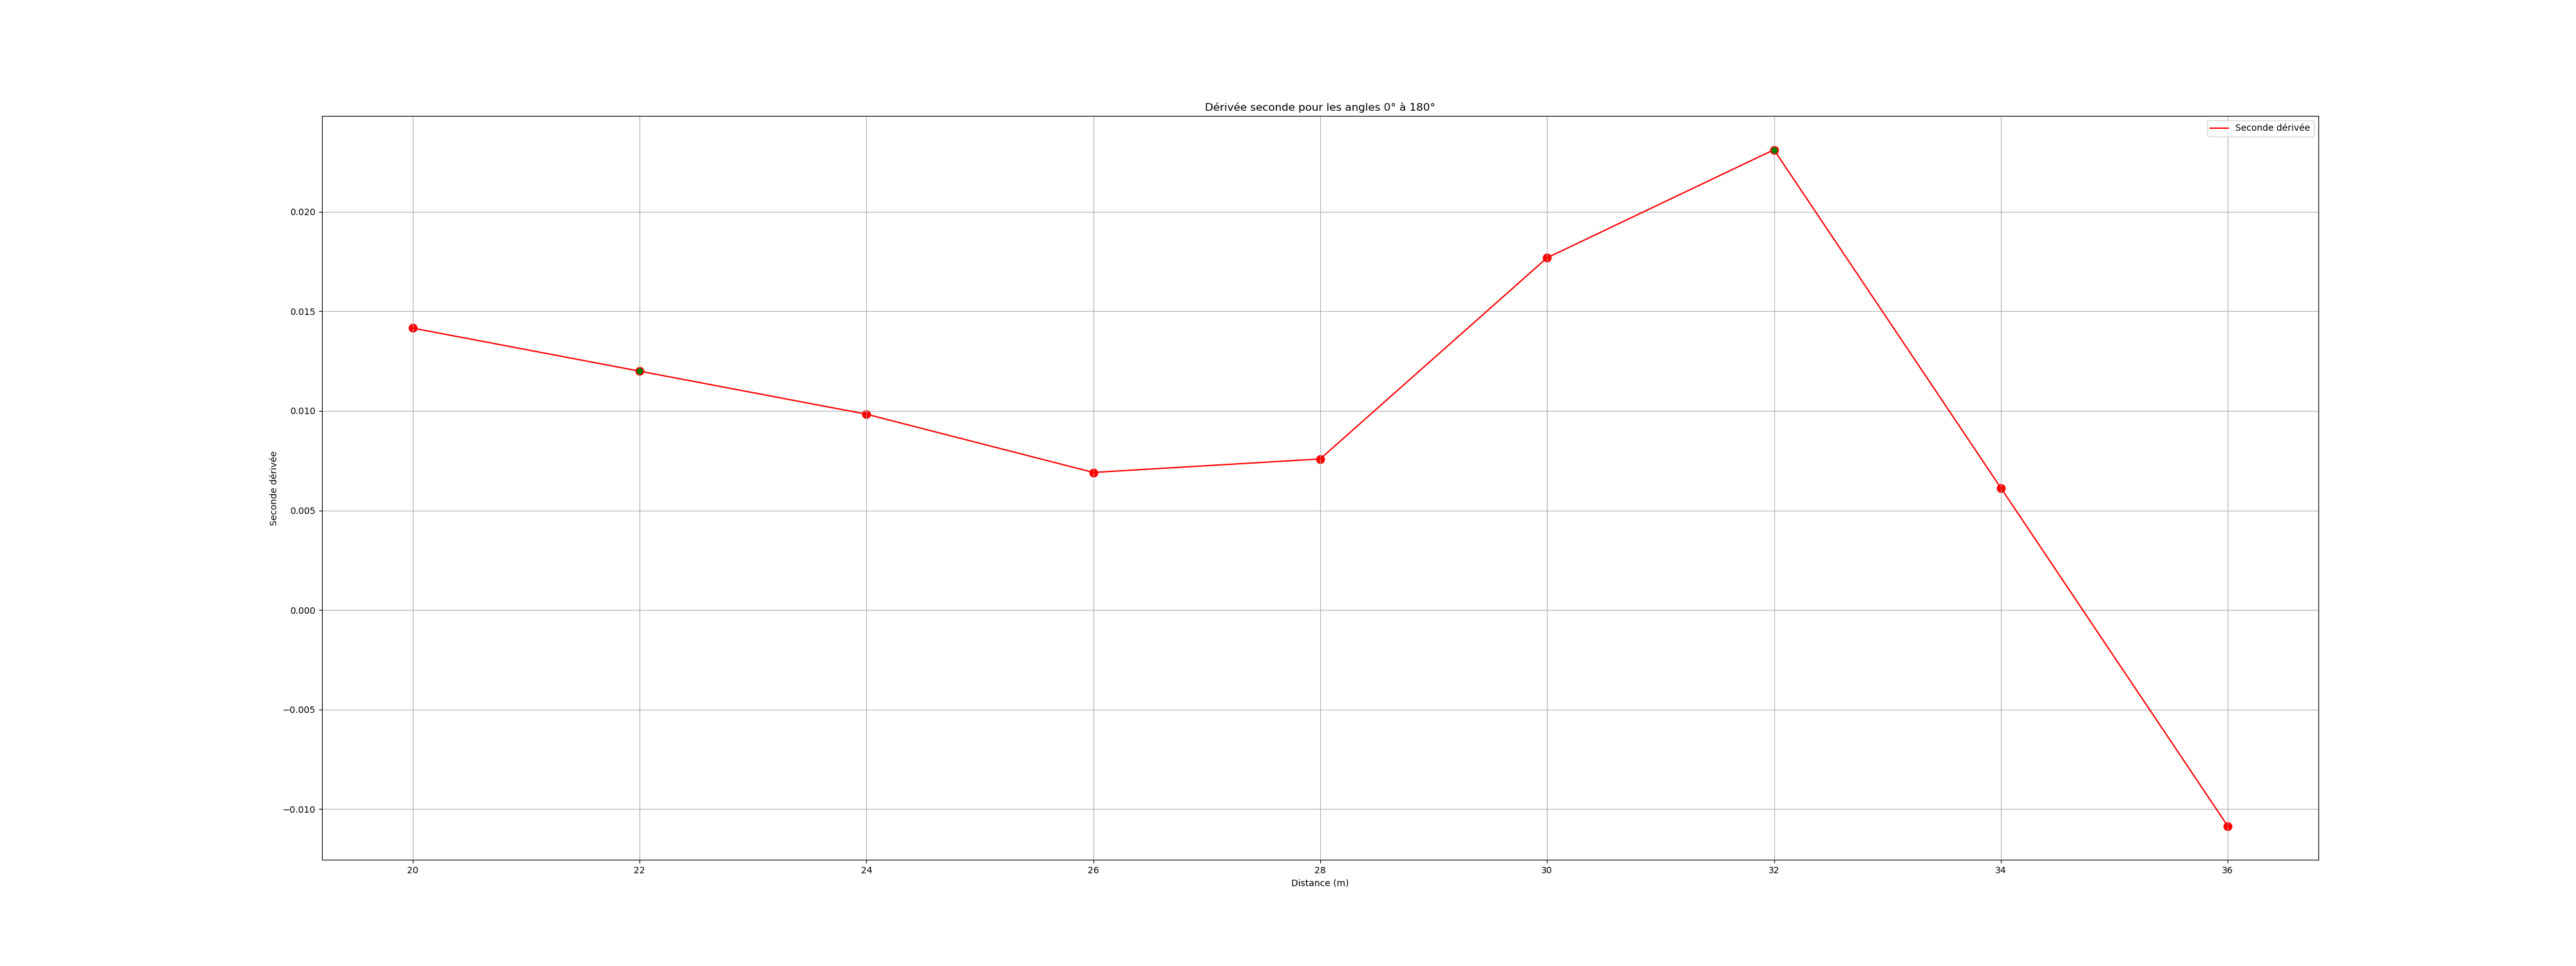 Dérivée seconde pour les angles 0° à 180°
Seconde dérivée
0.020
0.015
0.010
0.005
0.000
−0.005
−0.010
Seconde dérivée
20 22 24 26 28 30 32 34 36
Distance (m)